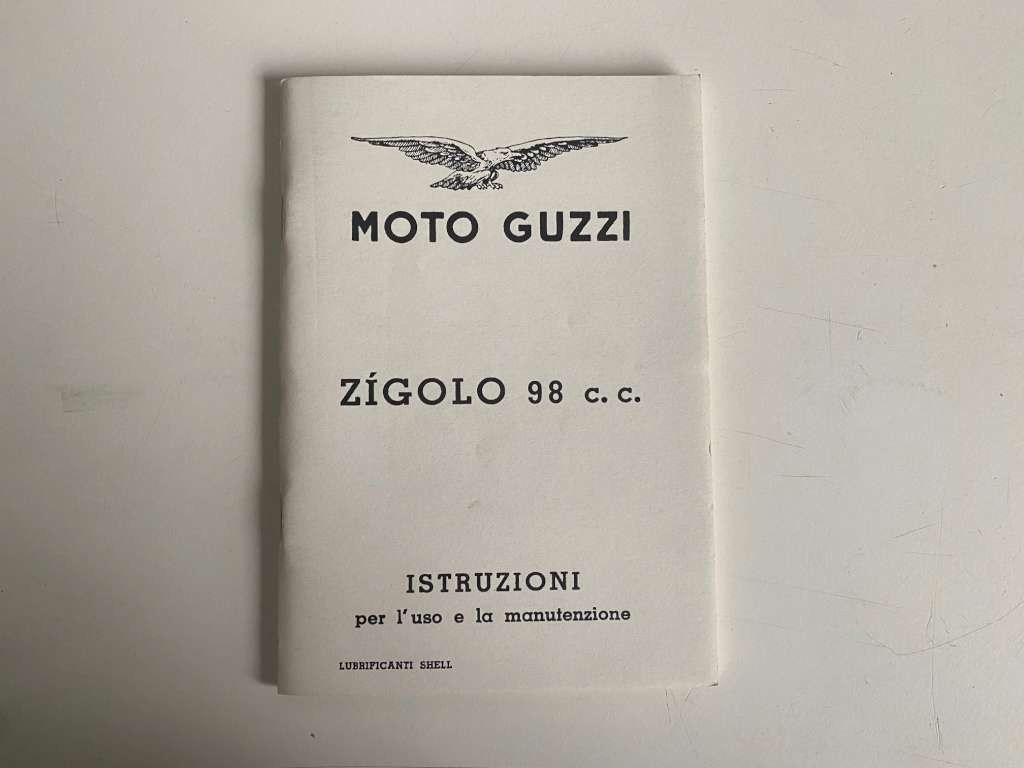 MOTO GUZZI
ZÍGOLO 98 c.c.
ISTRUZIONI
per l'uso e la manutenzione
LUBRIFICANTI SHELL